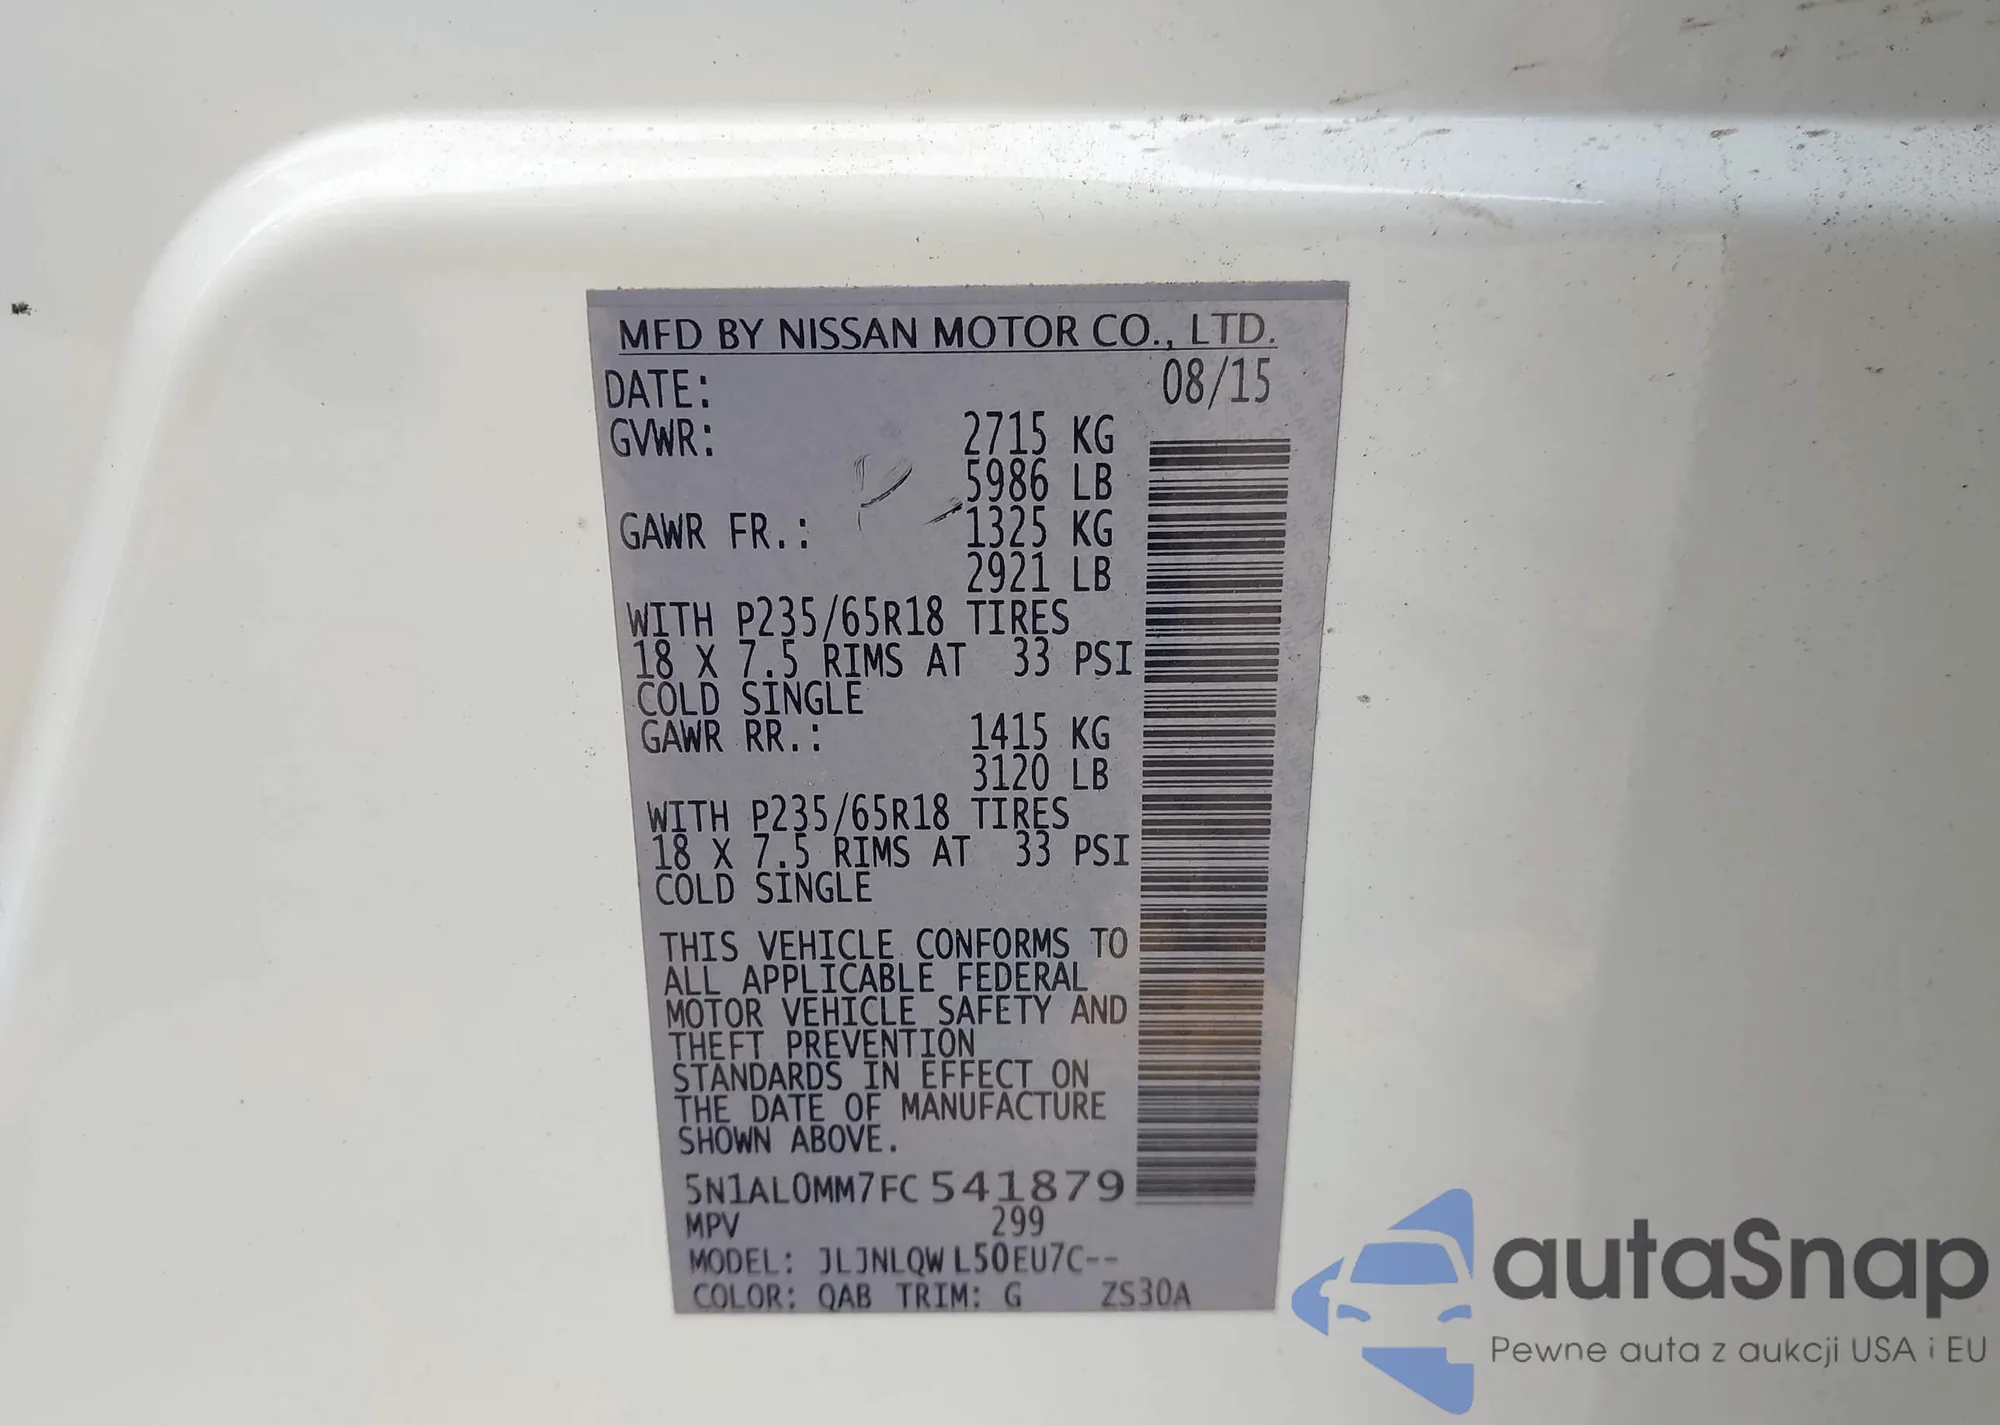 MFD BY NISSAN MOTOR CO., LTD.
DATE: 08/15
GVWR: 2715 KG
5986 LB
GAWR FR.: 1325 KG
2921 LB
WITH P235/65R18 TIRES
18 X 7.5 RIMS AT 33 PSI
COLD SINGLE
GAWR RR.: 1415 KG
3120 LB
WITH P235/65R18 TIRES
18 X 7.5 RIMS AT 33 PSI
COLD SINGLE
THIS VEHICLE CONFORMS TO
ALL APPLICABLE FEDERAL
MOTOR VEHICLE SAFETY AND
THEFT PREVENTION
STANDARDS IN EFFECT ON
THE DATE OF MANUFACTURE
SHOWN ABOVE.
5N1AL0MM7FC541879
MPV 299
MODEL: JLJNLQW L50EU7C--
COLOR: QAB TRIM: G ZS30A
autaSnap
Pewne auta z aukcji USA i EU